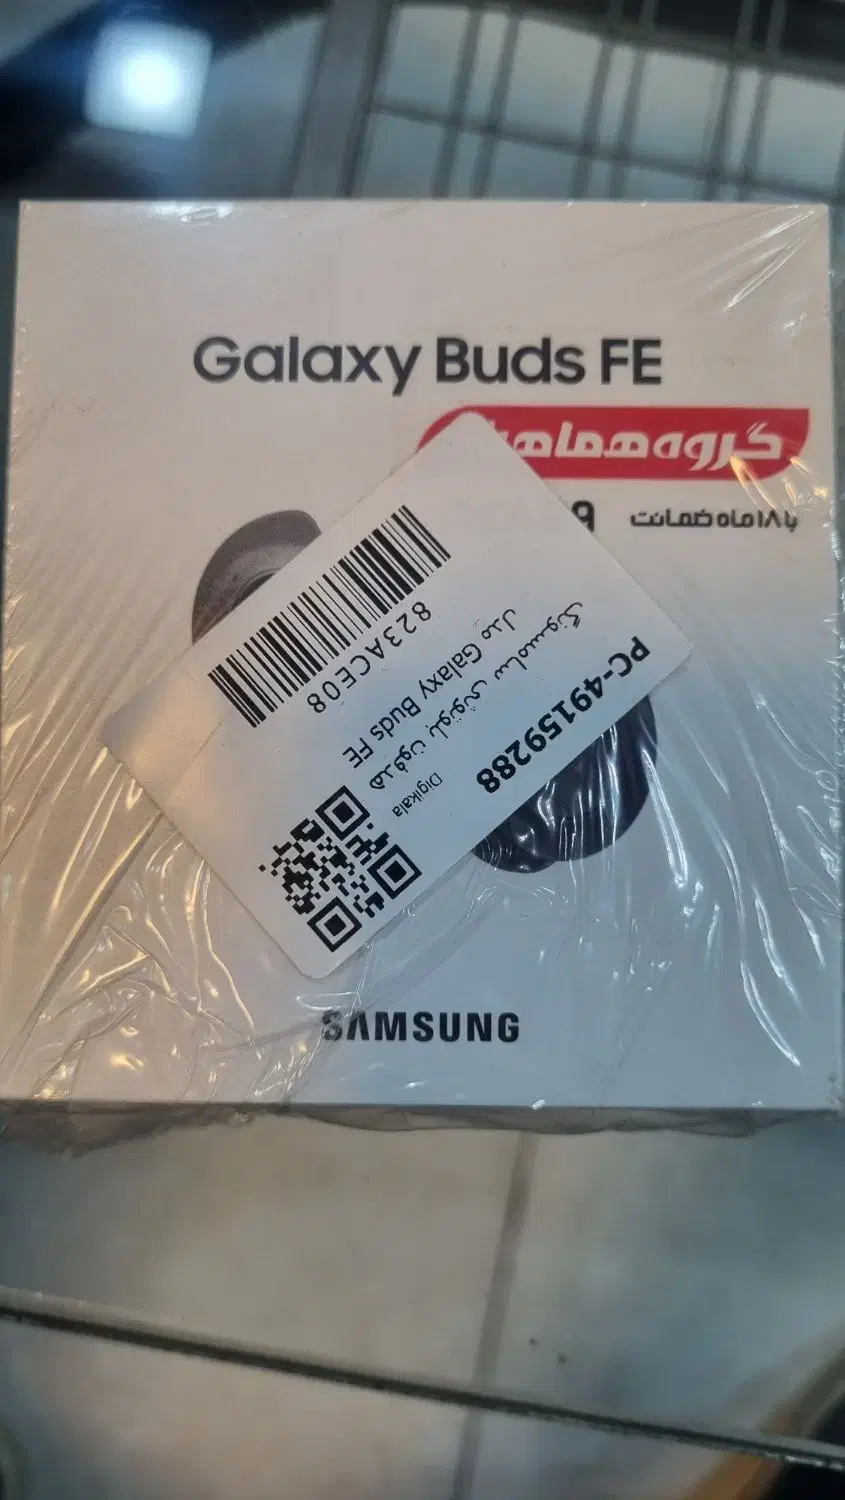 Galaxy Buds FE
گروه هماهن
با ۱۸ ماه ضمانت
823ACE08
PC-49159288
هدفون بلوتوثی سامسونگ
مدل Galaxy Buds FE
Digikala
SAMSUNG